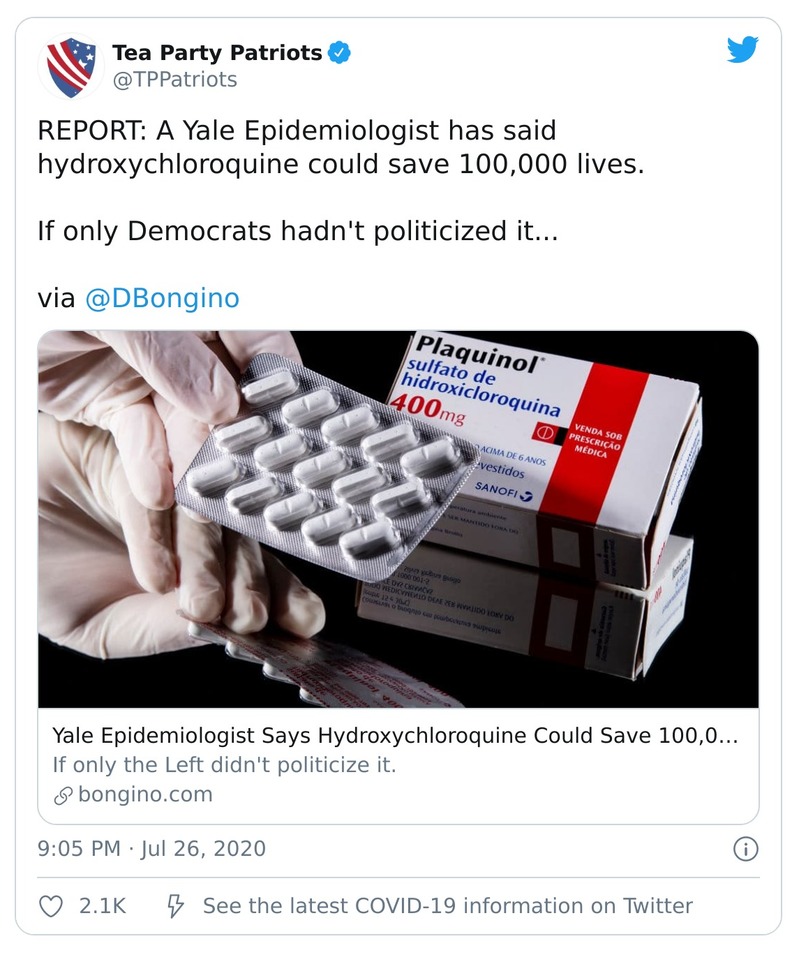 Tea Party Patriots
@TPPatriots
REPORT: A Yale Epidemiologist has said
hydroxychloroquine could save 100,000 lives.
If only Democrats hadn't politicized it...
via @DBongino
Plaquinol
sulfato de
hidroxicloroquina
400mg
VENDA SOB
PRESCRIÇÃO
MÉDICA
ACIMA DE 6 ANOS
SANOFI
Yale Epidemiologist Says Hydroxychloroquine Could Save 100,0...
If only the Left didn't politicize it.
bongino.com
9:05 PM · Jul 26, 2020
2.1K
See the latest COVID-19 information on Twitter